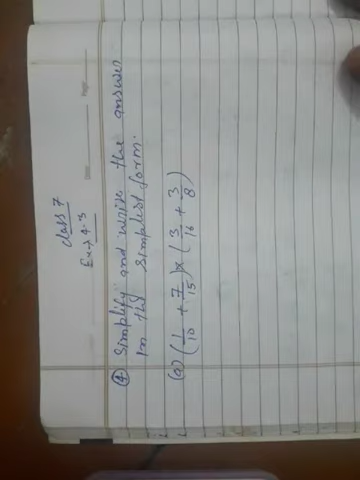 class 7
Ex → 4.3
④ Simplify and write the answer
in the simplest form.
(a) (1/10 + 7/15) × (3/16 + 3/8)